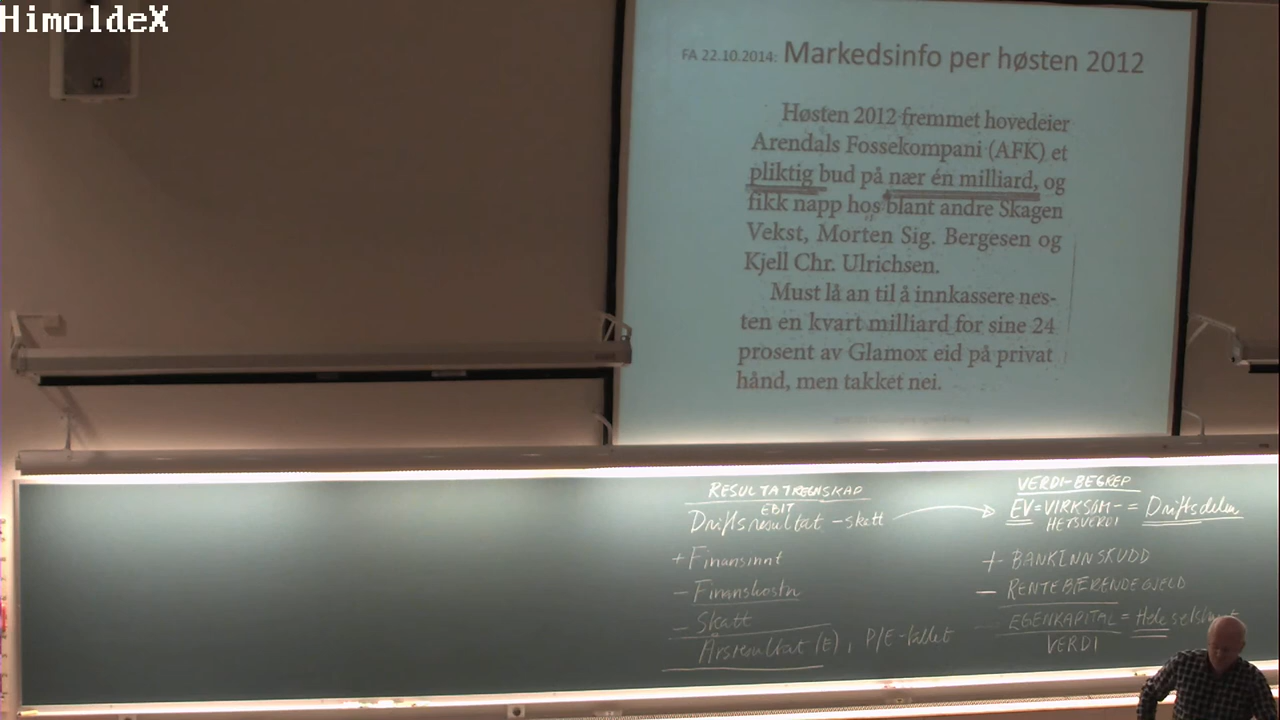 HimoldeX
FA 22.10.2014: Markedsinfo per høsten 2012
Høsten 2012 fremmet hovedeier
Arendals Fossekompani (AFK) et
pliktig bud på nær én milliard, og
fikk napp hos blant andre Skagen
Vekst, Morten Sig. Bergesen og
Kjell Chr. Ulrichsen.
Must lå an til å innkassere nes-
ten en kvart milliard for sine 24
prosent av Glamox eid på privat
hånd, men takket nei.
RESULTATREGNSKAP
EBIT
Driftsresultat - skatt
+ Finansinnt
- Finanskostn
- Skatt
Årsresultat (E), P/E-tallet
VERDI-BEGREP
EV = VIRKSOM- = Driftsdelen
HETSVERDI
+ BANKINNSKUDD
- RENTEBÆRENDE GJELD
EGENKAPITAL = Hele
VERDI